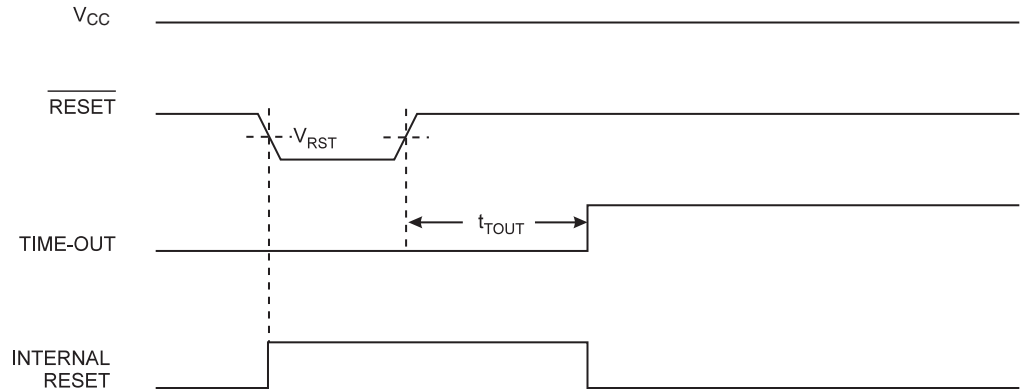 VCC
RESET
VRST
tTOUT
TIME-OUT
INTERNAL
RESET